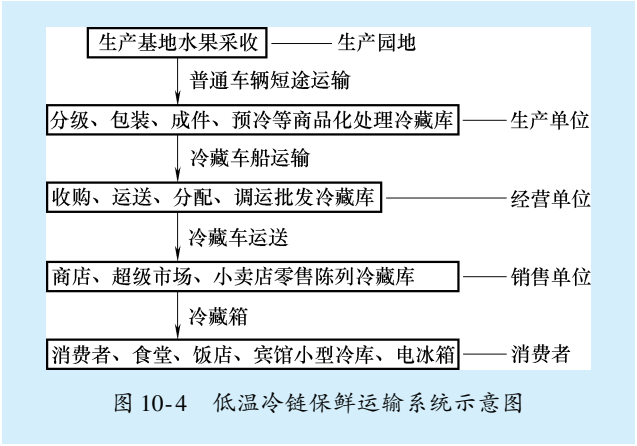 生产基地水果采收 生产园地
普通车辆短途运输
分级、包装、成件、预冷等商品化处理冷藏库 生产单位
冷藏车船运输
收购、运送、分配、调运批发冷藏库 经营单位
冷藏车运送
商店、超级市场、小卖店零售陈列冷藏库 销售单位
冷藏箱
消费者、食堂、饭店、宾馆小型冷库、电冰箱 消费者
图 10-4 低温冷链保鲜运输系统示意图